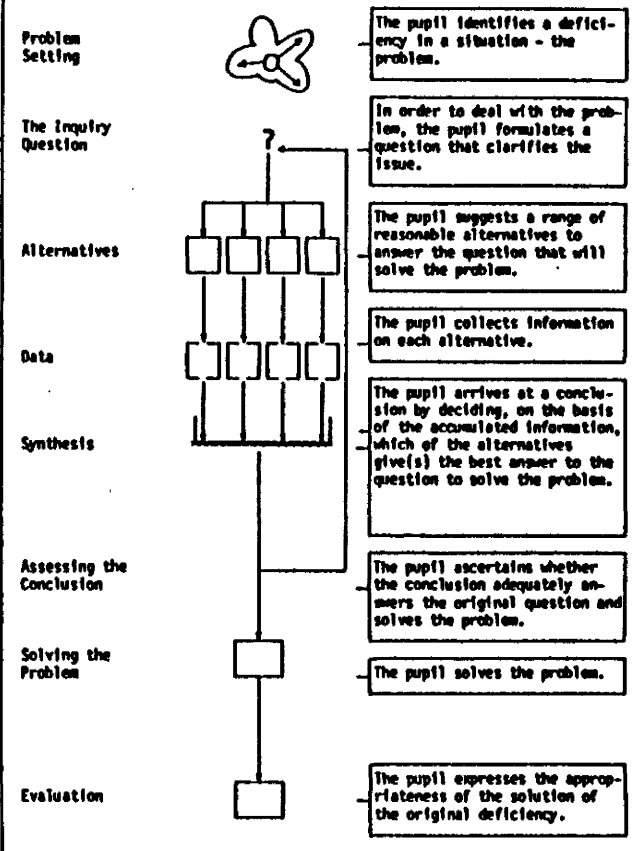 Problem
Setting
The pupil identifies a defici-
ency in a situation - the
problem.
The Inquiry
Question
?
In order to deal with the prob-
lem, the pupil formulates a
question that clarifies the
issue.
Alternatives
The pupil suggests a range of
reasonable alternatives to
answer the question that will
solve the problem.
Data
The pupil collects information
on each alternative.
Synthesis
The pupil arrives at a conclu-
sion by deciding, on the basis
of the accumulated information,
which of the alternatives
give(s) the best answer to the
question to solve the problem.
Assessing the
Conclusion
The pupil ascertains whether
the conclusion adequately an-
swers the original question and
solves the problem.
Solving the
Problem
The pupil solves the problem.
Evaluation
The pupil expresses the approp-
riateness of the solution of
the original deficiency.